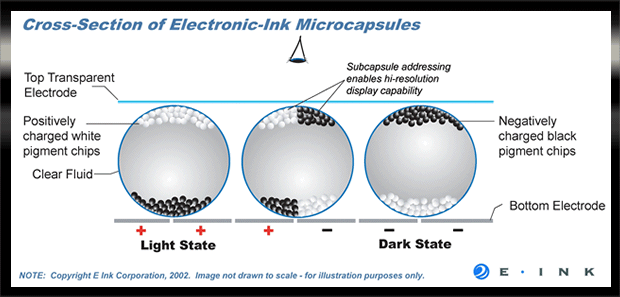 Cross-Section of Electronic-Ink Microcapsules
Subcapsule addressing
enables hi-resolution
display capability
Top Transparent
Electrode
Positively
charged white
pigment chips
Clear Fluid
Negatively
charged black
pigment chips
Bottom Electrode
+ + + − − −
Light State
Dark State
NOTE: Copyright E Ink Corporation, 2002. Image not drawn to scale - for illustration purposes only.
E · INK